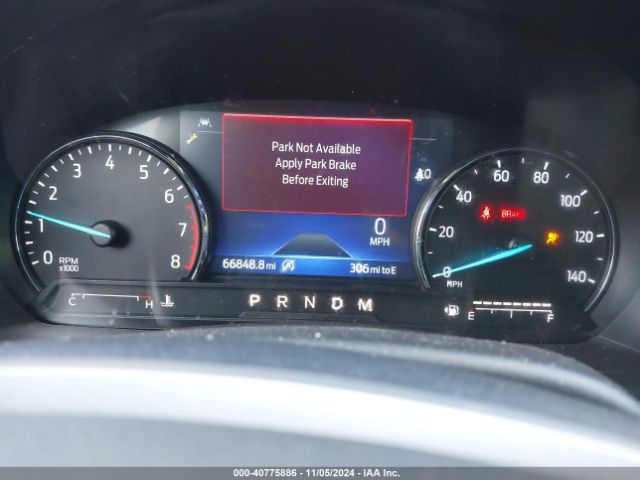 Park Not Available
Apply Park Brake
Before Exiting
0
MPH
66848.8 mi
306 mi to E
0 1 2 3 4 5 6 7 8
RPM
x1000
0 20 40 60 80 100 120 140
BRAKE
MPH
C H
P R N D M
E F
000-40775886 - 11/05/2024 - IAA Inc.